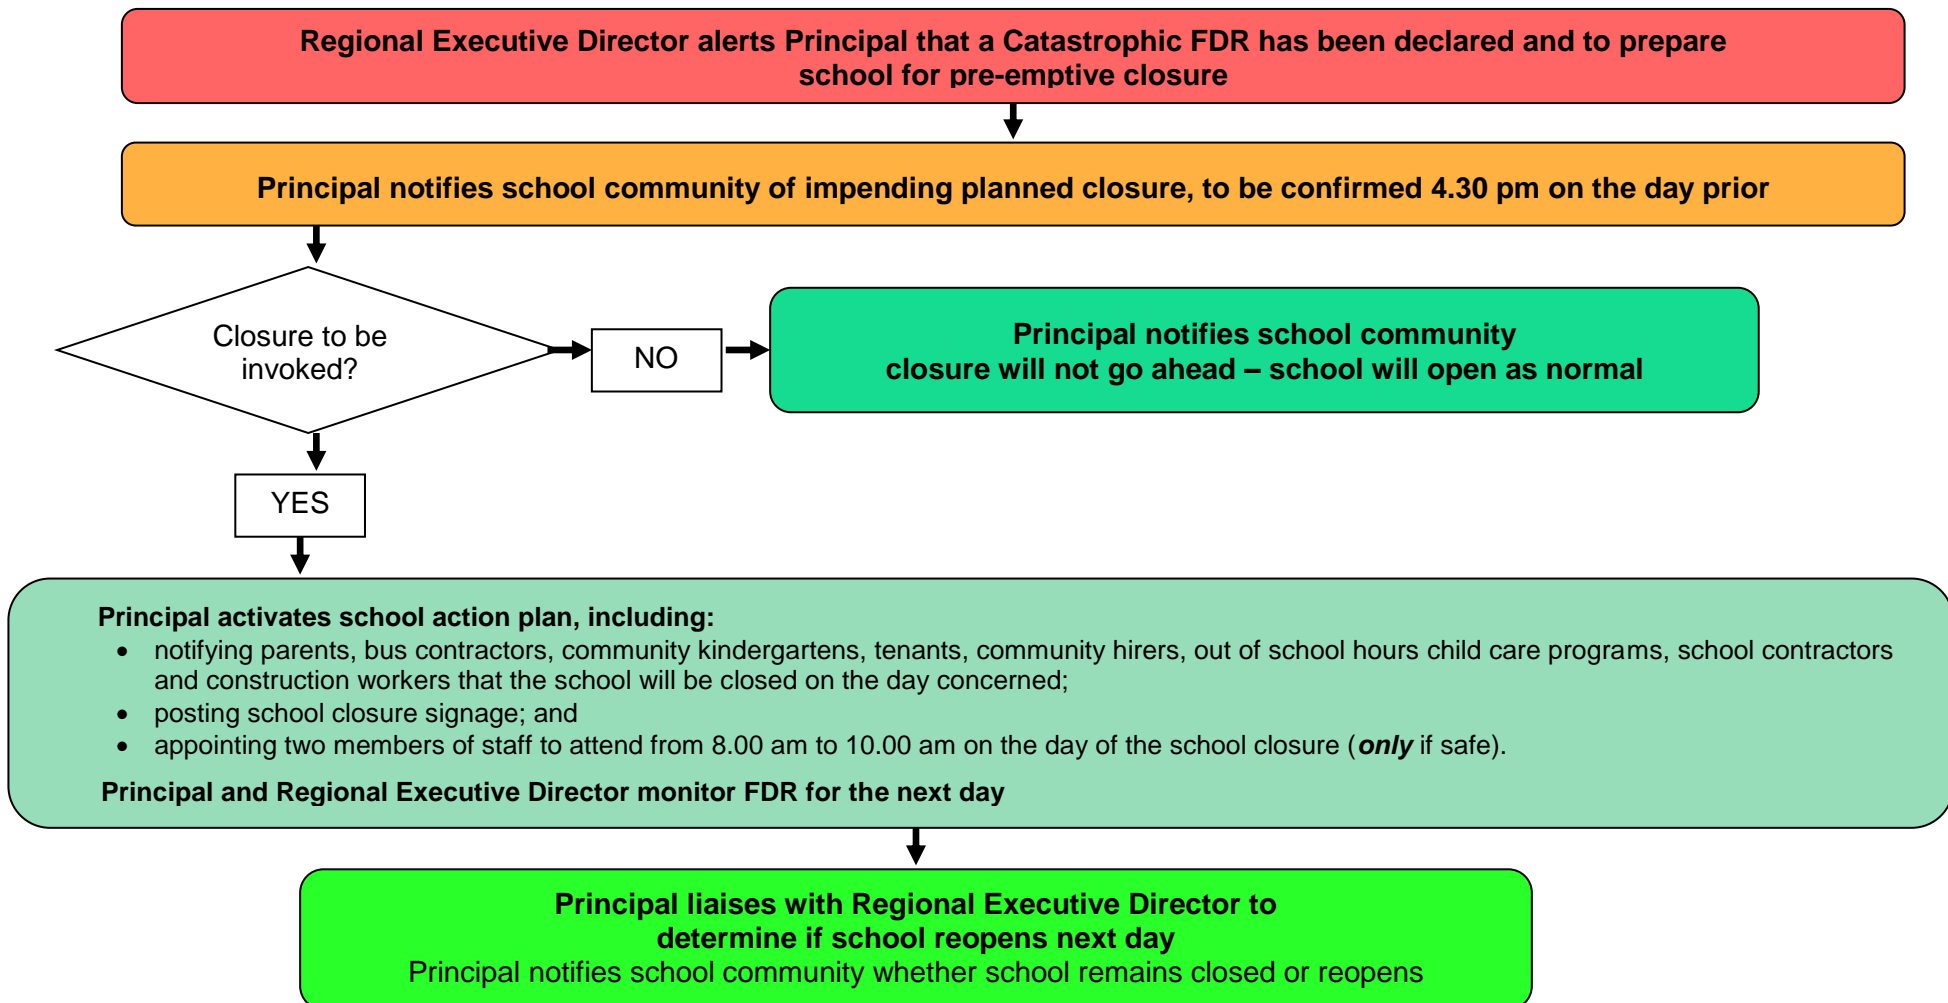 Regional Executive Director alerts Principal that a Catastrophic FDR has been declared and to prepare
school for pre-emptive closure
Principal notifies school community of impending planned closure, to be confirmed 4.30 pm on the day prior
Closure to be
invoked?
NO
Principal notifies school community
closure will not go ahead – school will open as normal
YES
Principal activates school action plan, including:
• notifying parents, bus contractors, community kindergartens, tenants, community hirers, out of school hours child care programs, school contractors
and construction workers that the school will be closed on the day concerned;
• posting school closure signage; and
• appointing two members of staff to attend from 8.00 am to 10.00 am on the day of the school closure (only if safe).
Principal and Regional Executive Director monitor FDR for the next day
Principal liaises with Regional Executive Director to
determine if school reopens next day
Principal notifies school community whether school remains closed or reopens